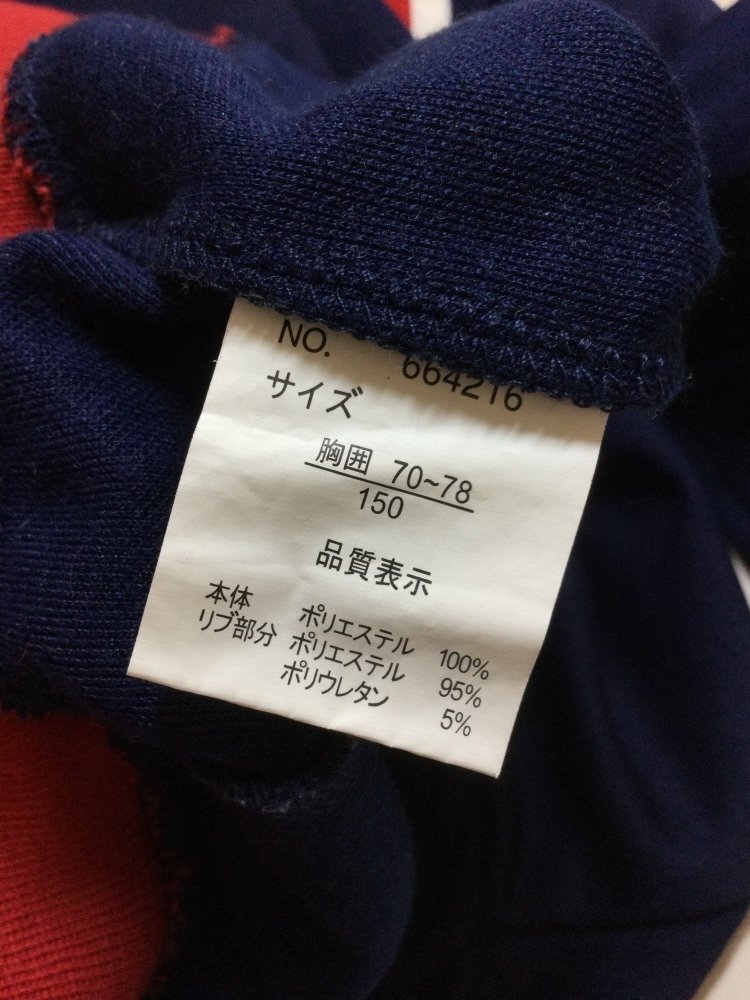 NO. 664216
サイズ
胸囲 70~78
150
品質表示
本体 ポリエステル 100%
リブ部分 ポリエステル 95%
ポリウレタン 5%